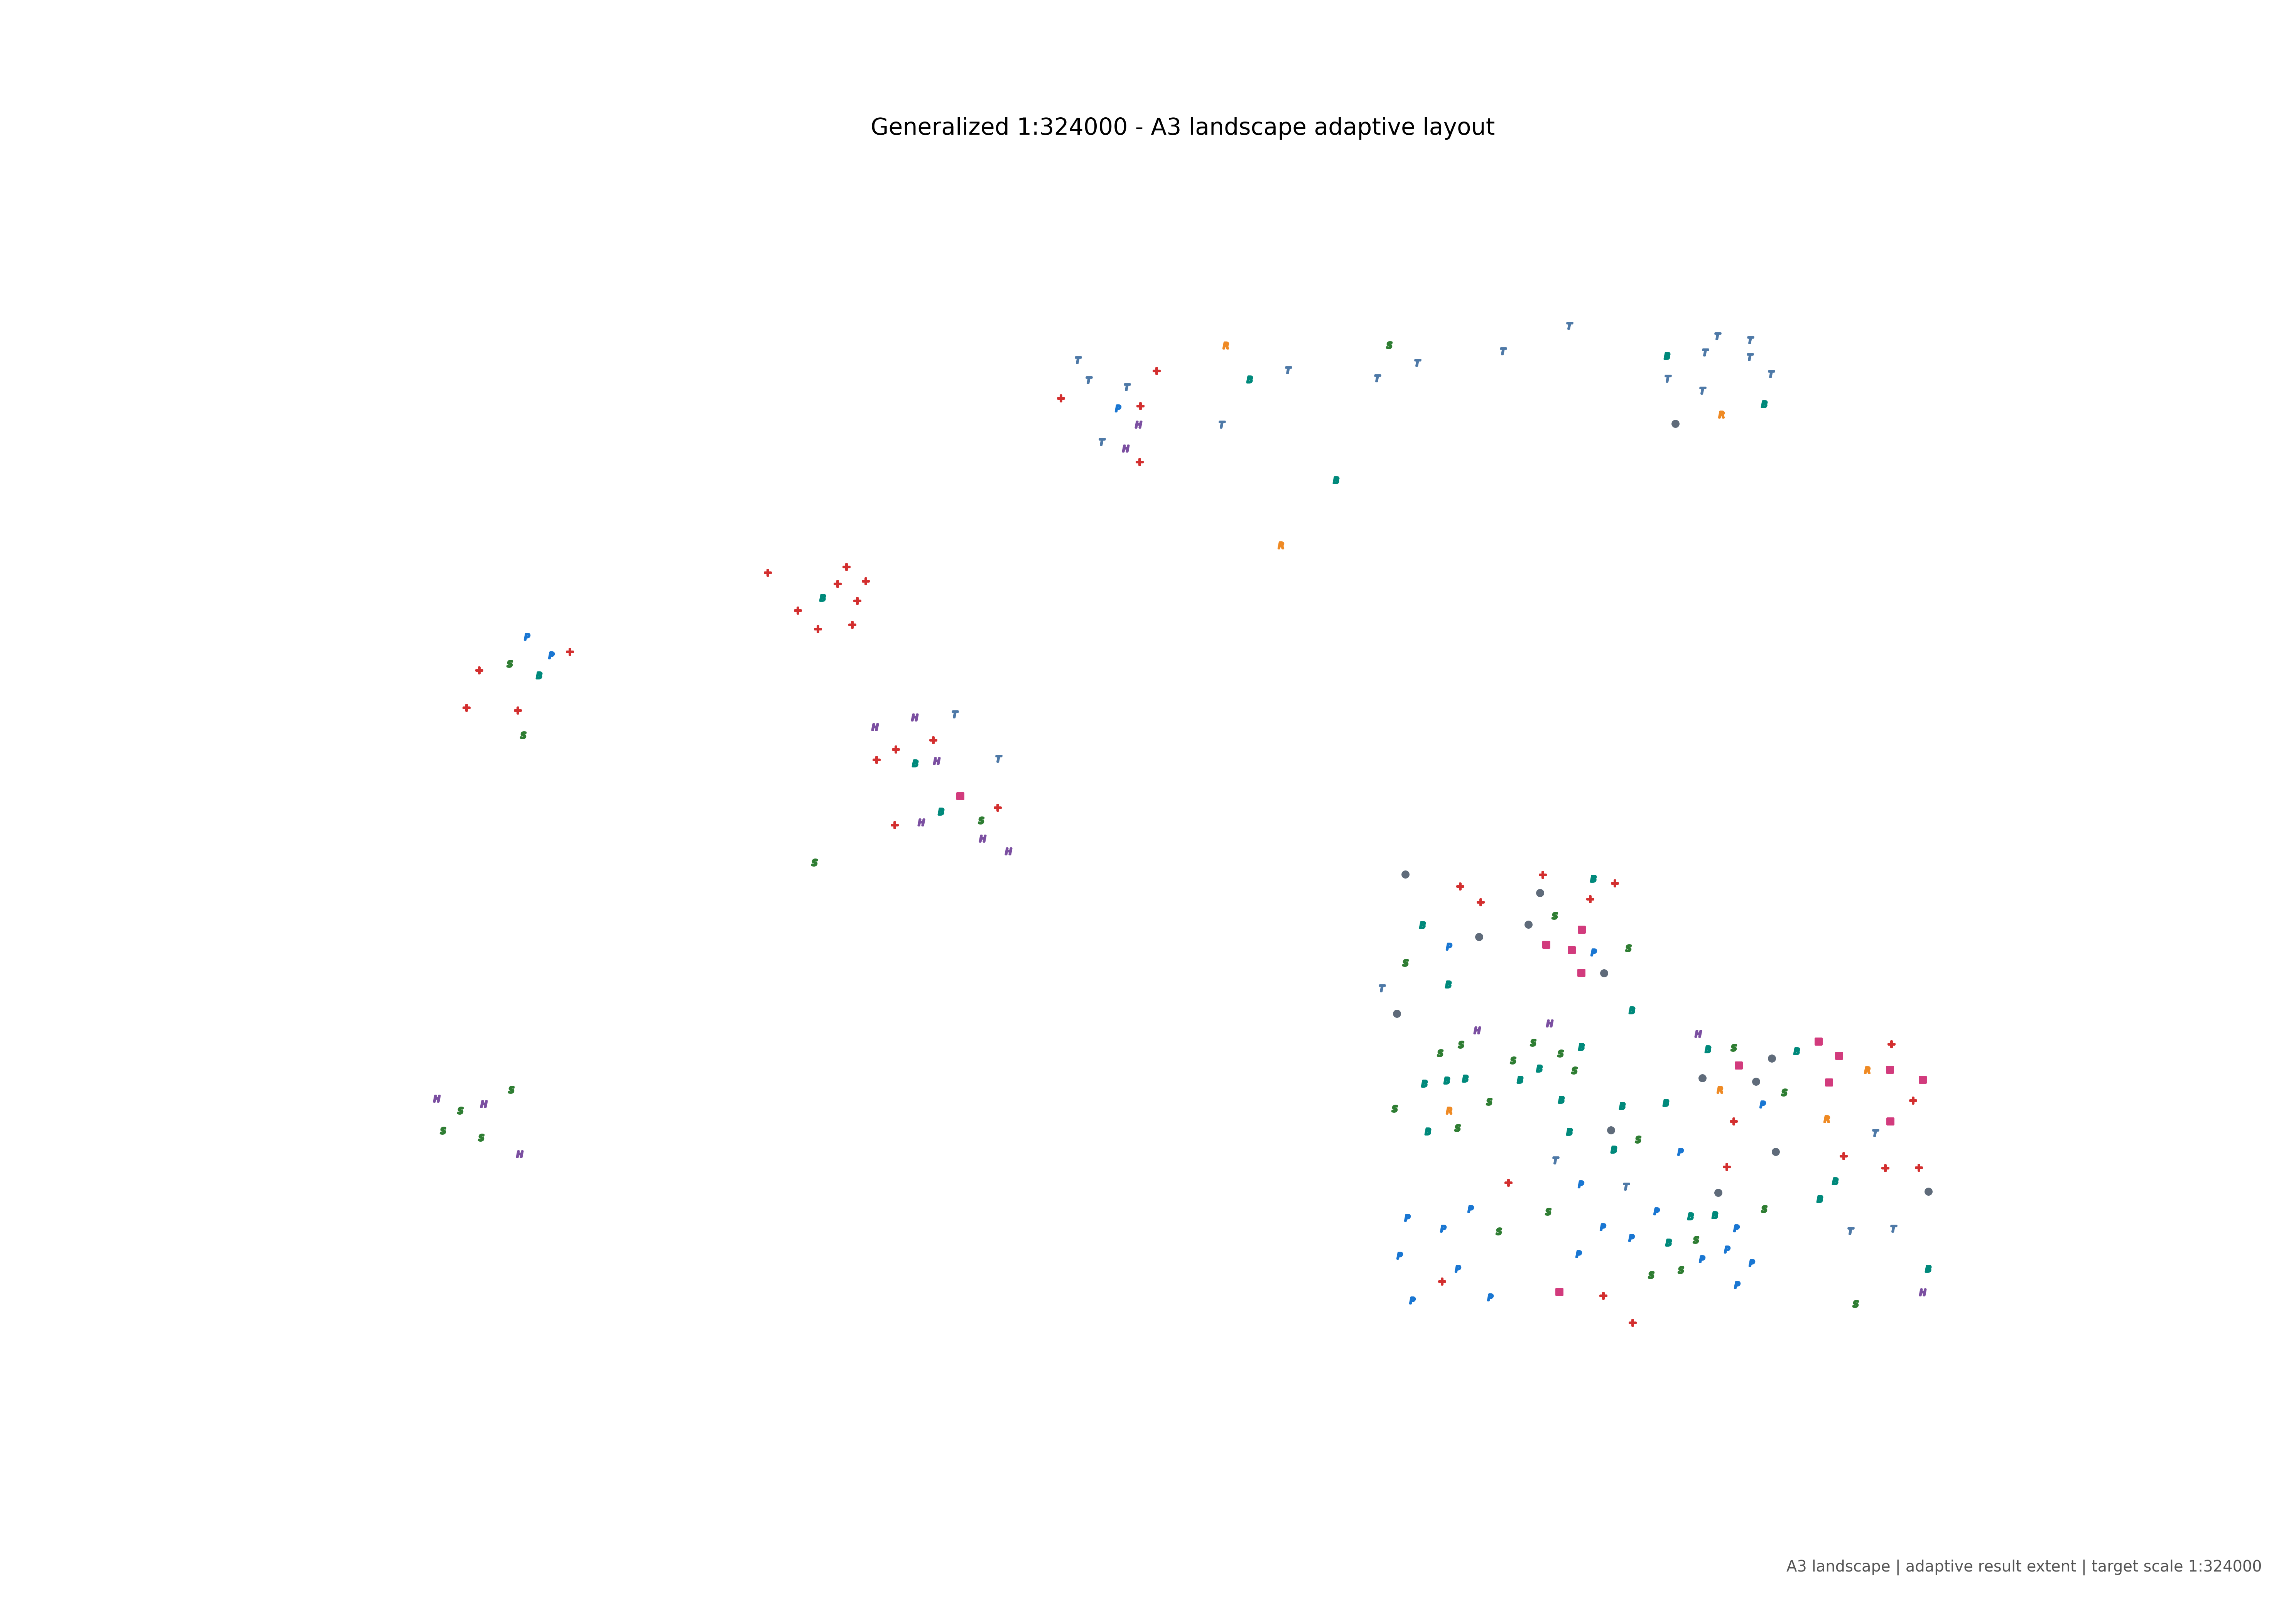 Generalized 1:324000 - A3 landscape adaptive layout
A3 landscape | adaptive result extent | target scale 1:324000